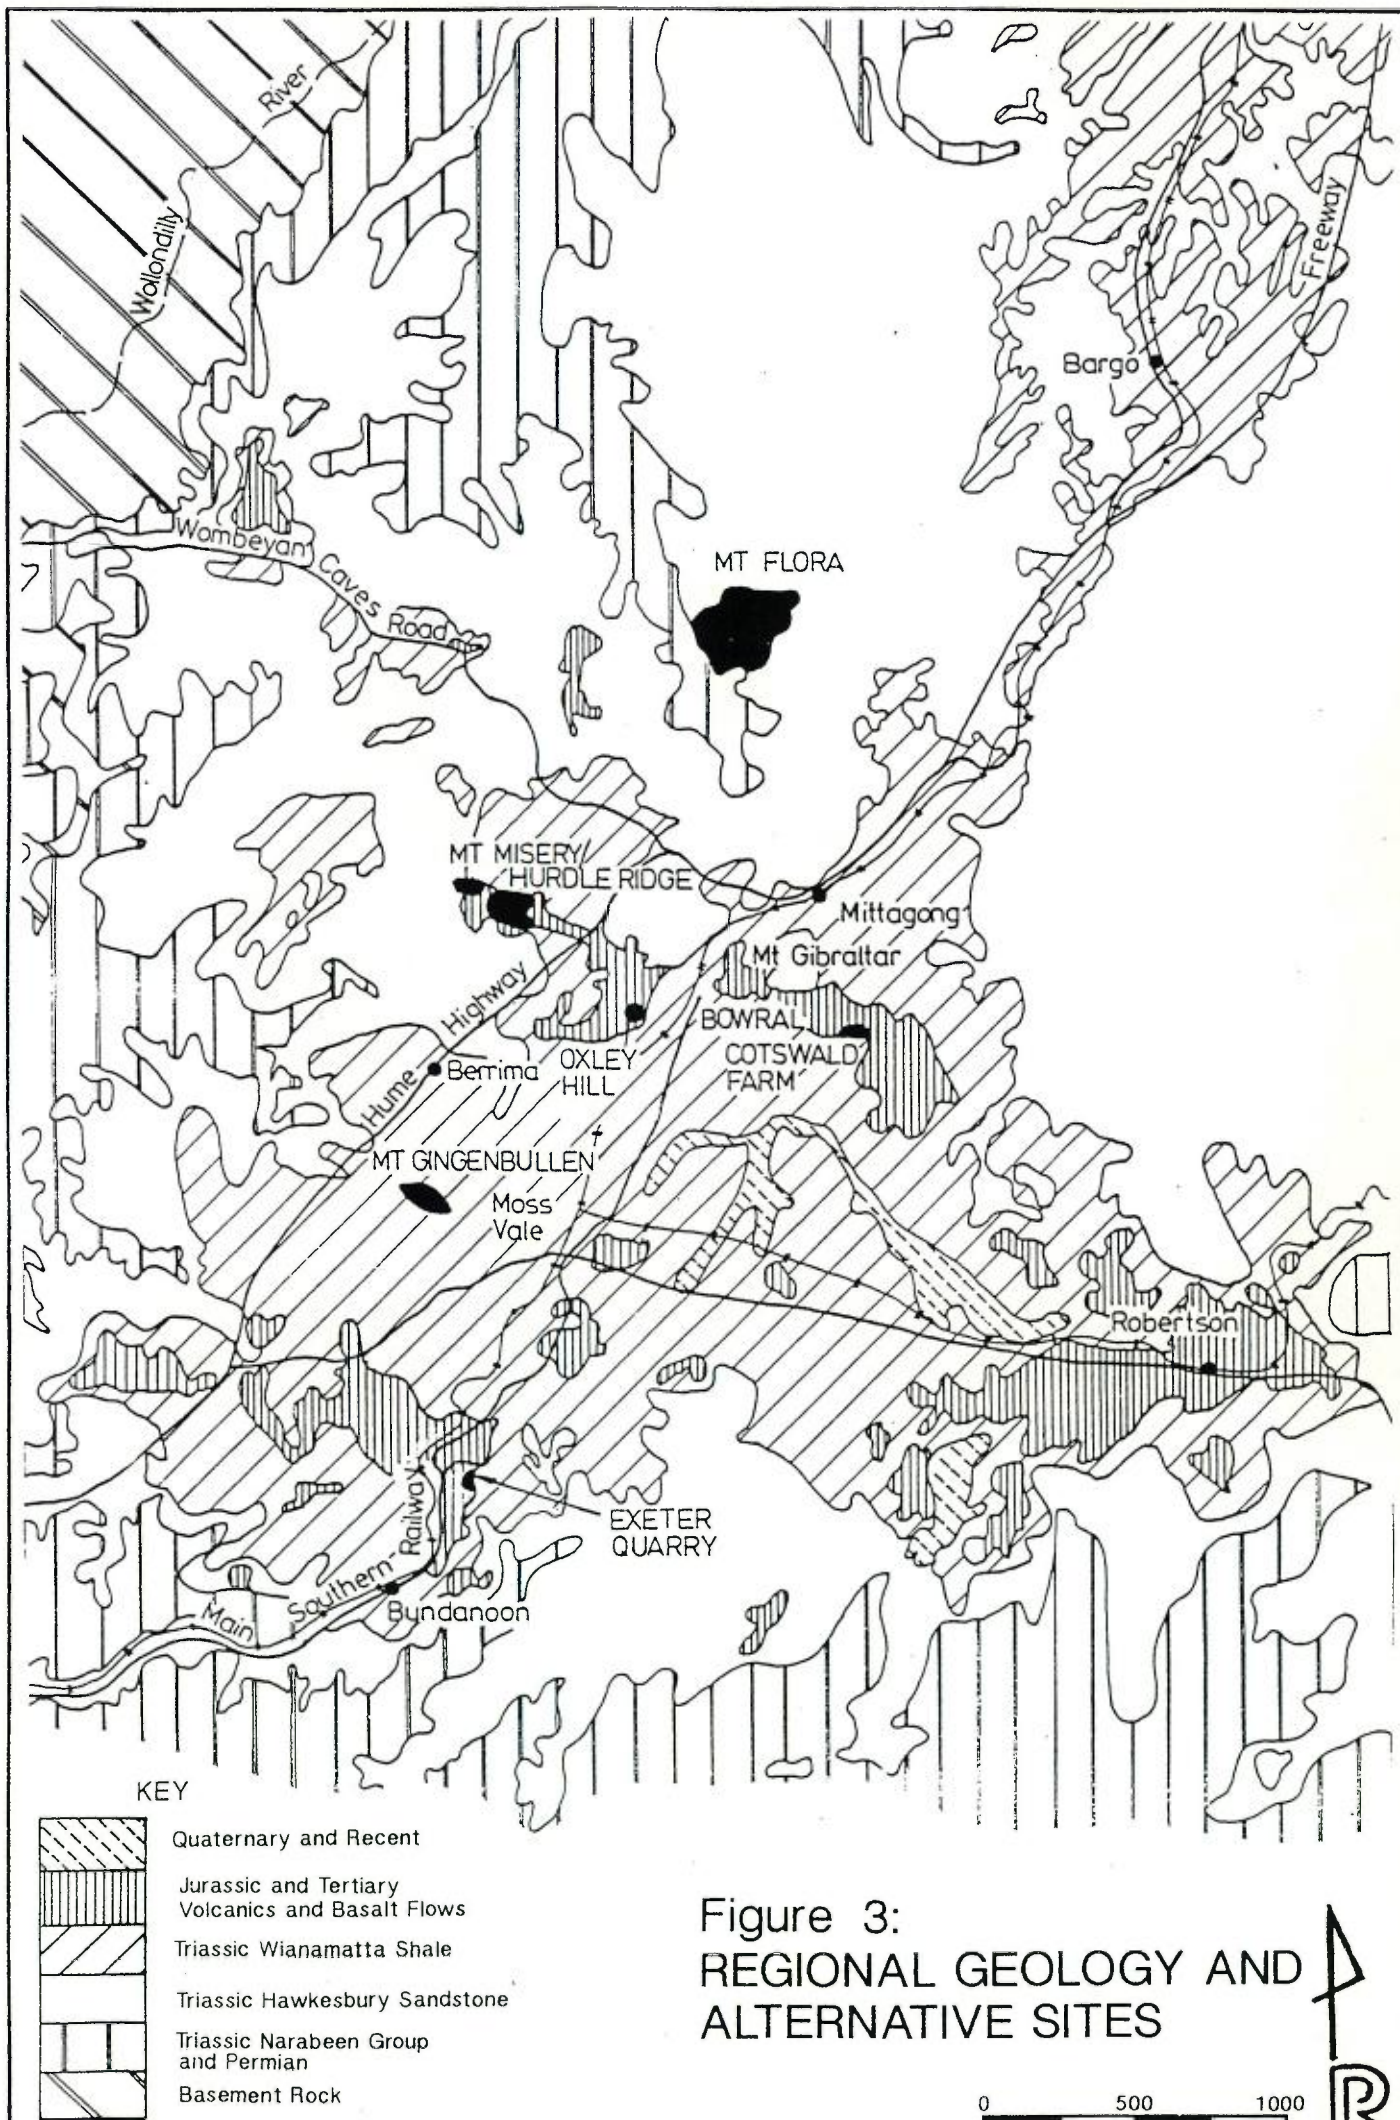 River
Wollondilly
Freeway
Bargo
Wombeyan Caves Road
MT FLORA
MT MISERY/
HURDLE RIDGE
Mittagong
Mt Gibraltar
Hume Highway
BOWRAL
Berrima
OXLEY
HILL
COTSWALD
FARM
MT GINGENBULLEN
Moss
Vale
Robertson
EXETER
QUARRY
Main Southern Railway
Bundanoon
KEY
Quaternary and Recent
Jurassic and Tertiary
Volcanics and Basalt Flows
Triassic Wianamatta Shale
Triassic Hawkesbury Sandstone
Triassic Narabeen Group
and Permian
Basement Rock
Figure 3:
REGIONAL GEOLOGY AND
ALTERNATIVE SITES
0 500 1000
R